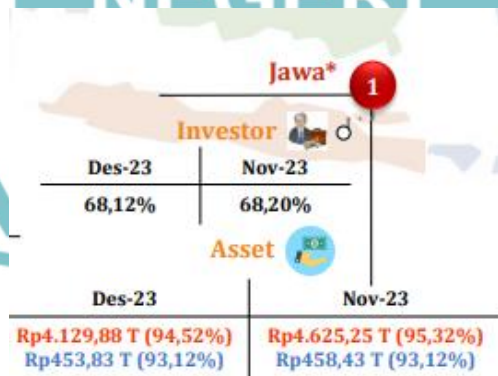 Jawa*
1
Investor
Des-23 Nov-23
68,12% 68,20%
Asset
Des-23 Nov-23
Rp4.129,88 T (94,52%) Rp4.625,25 T (95,32%)
Rp453,83 T (93,12%) Rp458,43 T (93,12%)